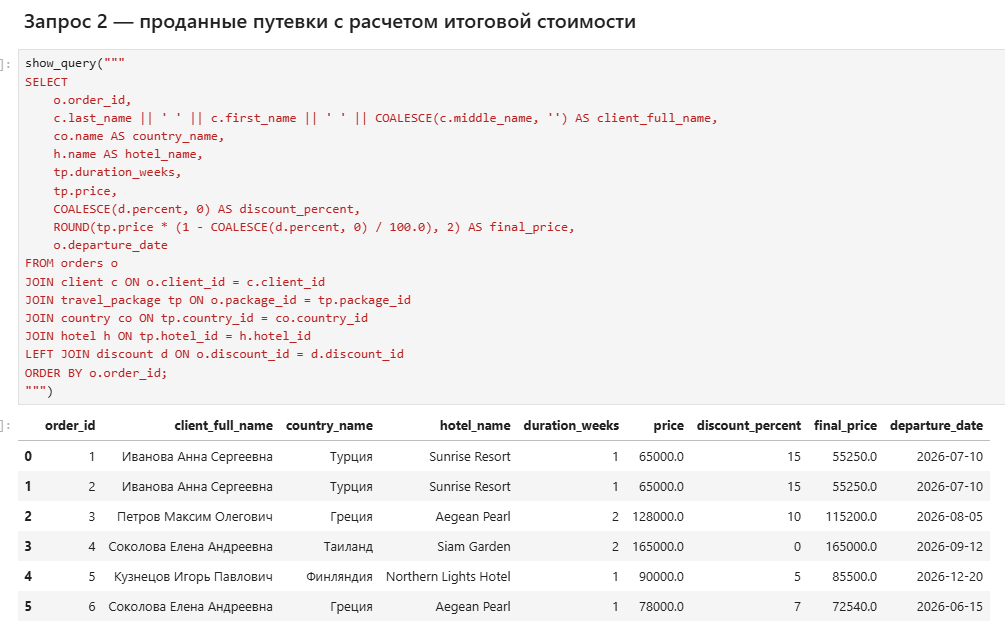 Запрос 2 — проданные путевки с расчетом итоговой стоимости
]: show_query("""
SELECT
    o.order_id,
    c.last_name || ' ' || c.first_name || ' ' || COALESCE(c.middle_name, '') AS client_full_name,
    co.name AS country_name,
    h.name AS hotel_name,
    tp.duration_weeks,
    tp.price,
    COALESCE(d.percent, 0) AS discount_percent,
    ROUND(tp.price * (1 - COALESCE(d.percent, 0) / 100.0), 2) AS final_price,
    o.departure_date
FROM orders o
JOIN client c ON o.client_id = c.client_id
JOIN travel_package tp ON o.package_id = tp.package_id
JOIN country co ON tp.country_id = co.country_id
JOIN hotel h ON tp.hotel_id = h.hotel_id
LEFT JOIN discount d ON o.discount_id = d.discount_id
ORDER BY o.order_id;
""")
]: order_id client_full_name country_name hotel_name duration_weeks price discount_percent final_price departure_date
0 1 Иванова Анна Сергеевна Турция Sunrise Resort 1 65000.0 15 55250.0 2026-07-10
1 2 Иванова Анна Сергеевна Турция Sunrise Resort 1 65000.0 15 55250.0 2026-07-10
2 3 Петров Максим Олегович Греция Aegean Pearl 2 128000.0 10 115200.0 2026-08-05
3 4 Соколова Елена Андреевна Таиланд Siam Garden 2 165000.0 0 165000.0 2026-09-12
4 5 Кузнецов Игорь Павлович Финляндия Northern Lights Hotel 1 90000.0 5 85500.0 2026-12-20
5 6 Соколова Елена Андреевна Греция Aegean Pearl 1 78000.0 7 72540.0 2026-06-15